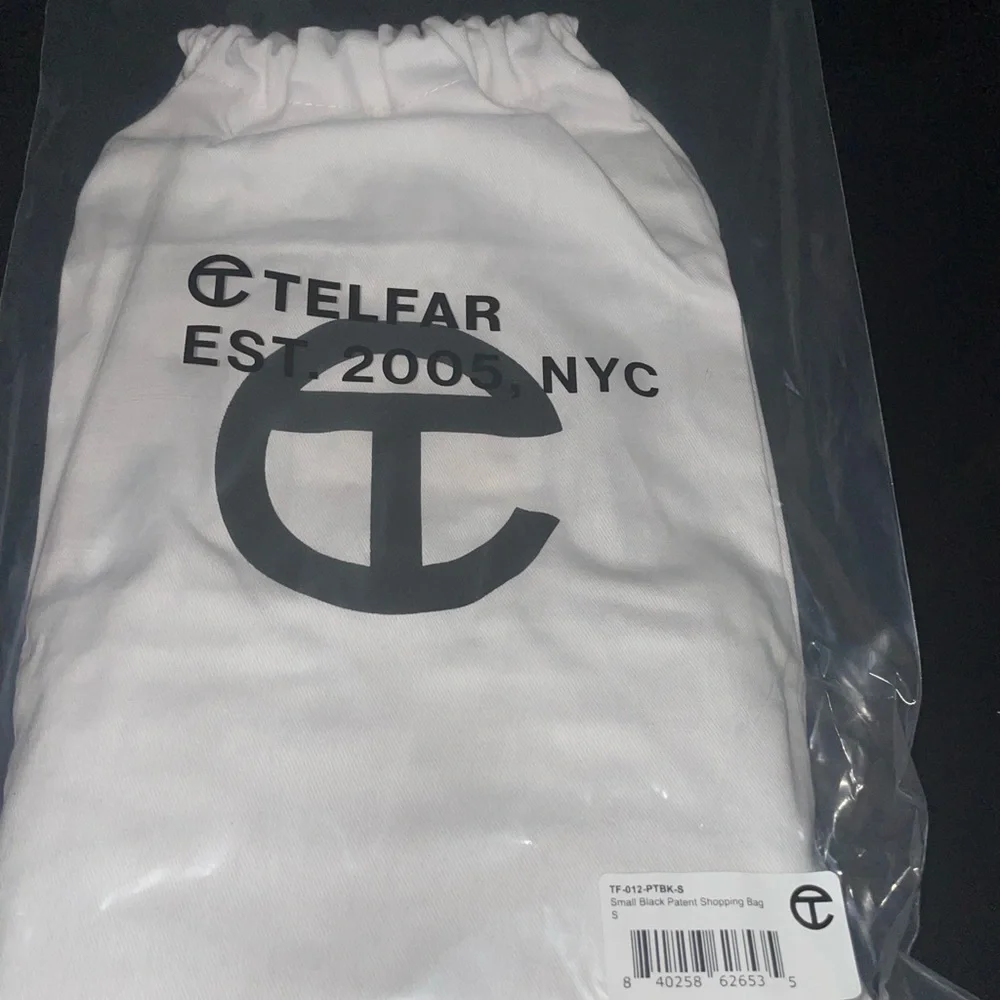 TELFAR
EST. 2005, NYC
TF-012-PTBK-S
Small Black Patent Shopping Bag
S
8 40258 62653 5